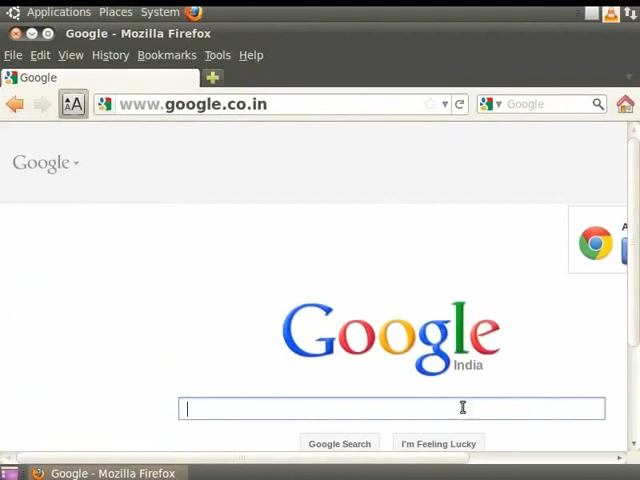 Applications Places System
Google - Mozilla Firefox
File Edit View History Bookmarks Tools Help
Google
AA www.google.co.in Google
Google
A
Google
India
Google Search I'm Feeling Lucky
Google - Mozilla Firefox